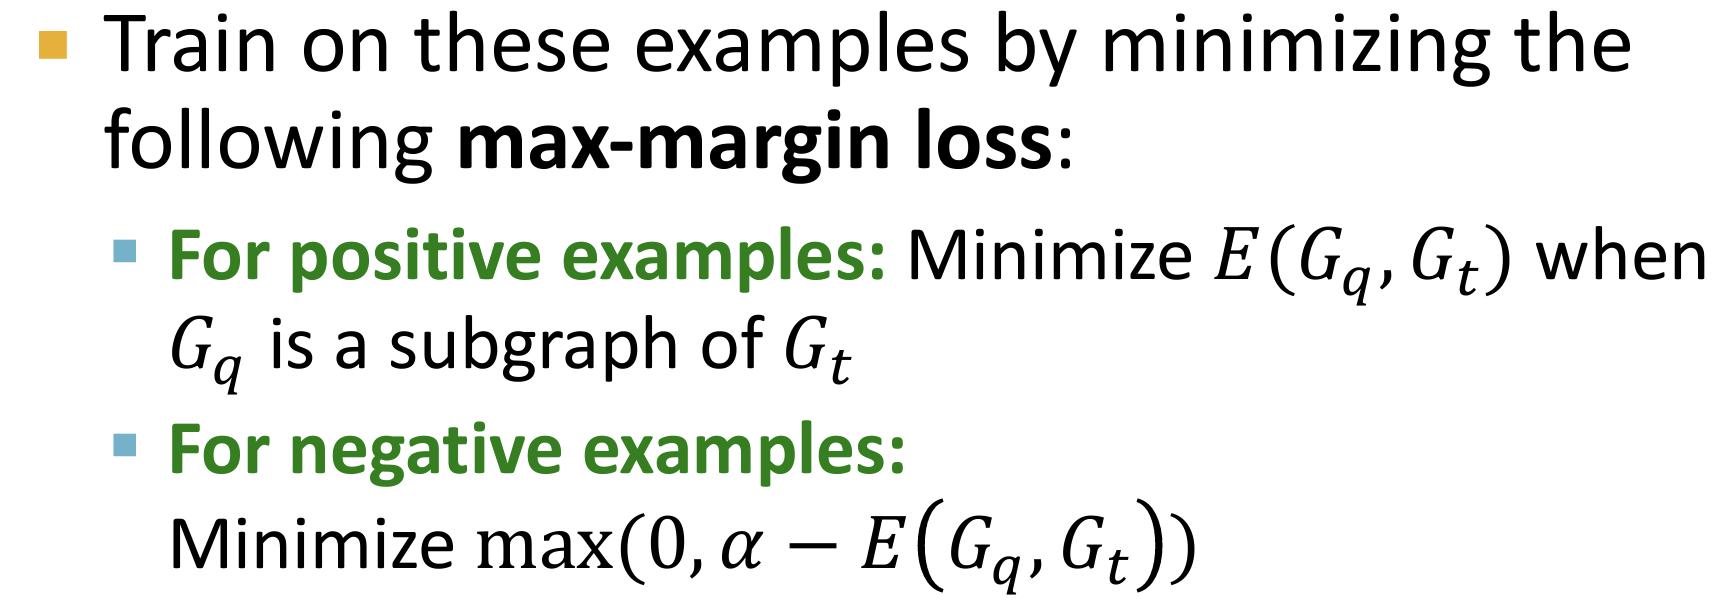 ▪ Train on these examples by minimizing the
following max-margin loss:
▪ For positive examples: Minimize $E(G_q, G_t)$ when
$G_q$ is a subgraph of $G_t$
▪ For negative examples:
Minimize $\max(0, \alpha - E(G_q, G_t))$